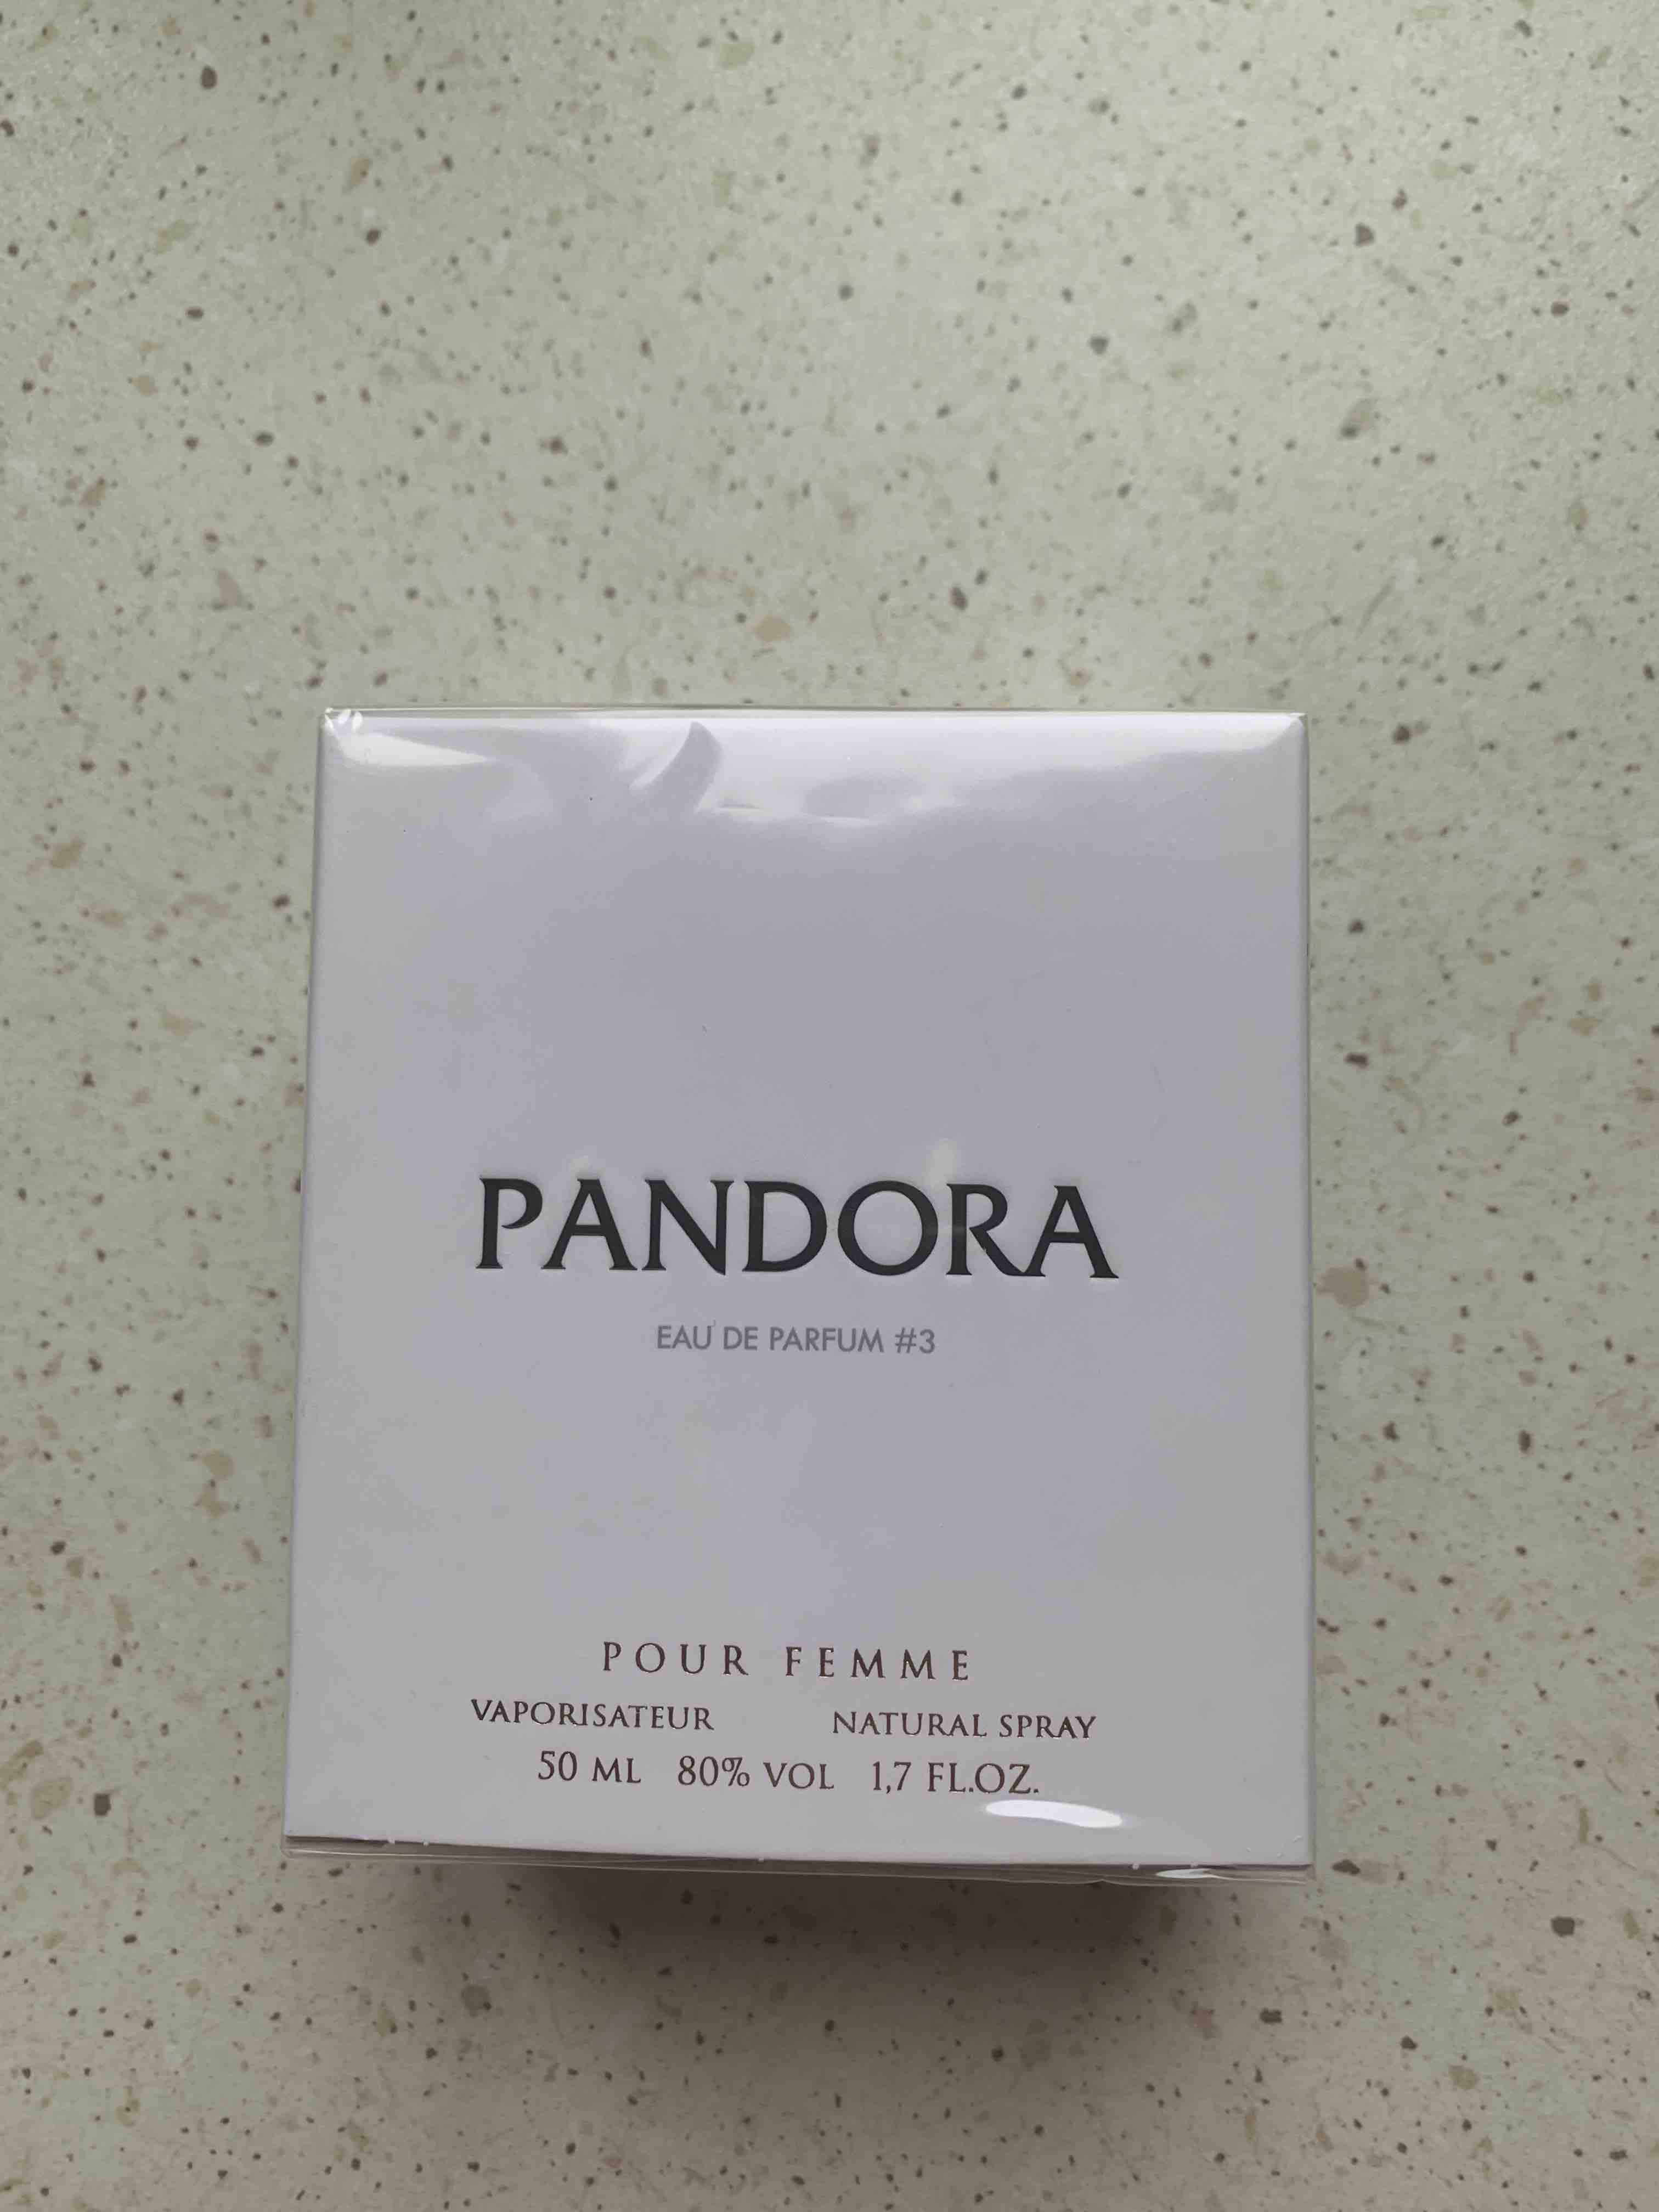 PANDORA
EAU DE PARFUM #3
POUR FEMME
VAPORISATEUR NATURAL SPRAY
50 ML 80% VOL 1,7 FL.OZ.